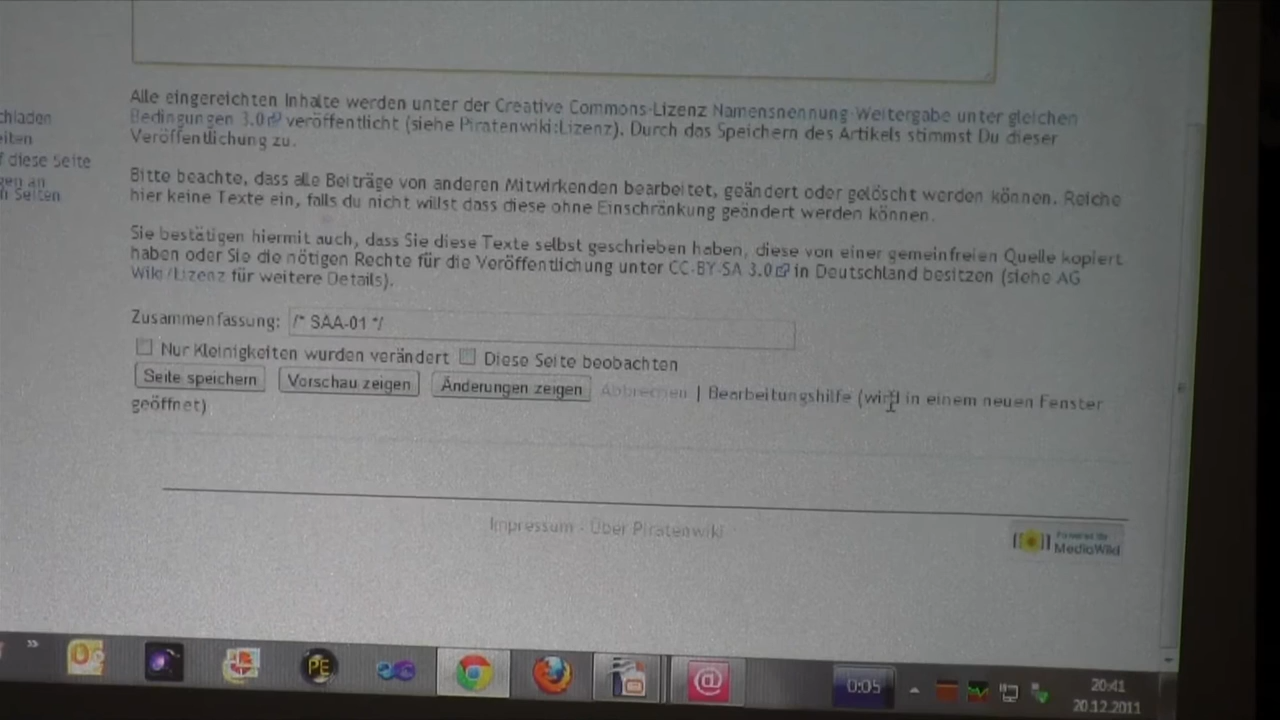 Alle eingereichten Inhalte werden unter der Creative Commons-Lizenz Namensnennung-Weitergabe unter gleichen
Bedingungen 3.0 veröffentlicht (siehe Piratenwiki:Lizenz). Durch das Speichern des Artikels stimmst Du dieser
Veröffentlichung zu.
chladen
eiten
f diese Seite
gen an
n Seiten
Bitte beachte, dass alle Beiträge von anderen Mitwirkenden bearbeitet, geändert oder gelöscht werden können. Reiche
hier keine Texte ein, falls du nicht willst dass diese ohne Einschränkung geändert werden können.
Sie bestätigen hiermit auch, dass Sie diese Texte selbst geschrieben haben, diese von einer gemeinfreien Quelle kopiert
haben oder Sie die nötigen Rechte für die Veröffentlichung unter CC-BY-SA 3.0 in Deutschland besitzen (siehe AG
Wiki/Lizenz für weitere Details).
Zusammenfassung: /* SAA-01 */
Nur Kleinigkeiten wurden verändert Diese Seite beobachten
Seite speichern Vorschau zeigen Änderungen zeigen Abbrechen | Bearbeitungshilfe (wird in einem neuen Fenster
geöffnet)
Impressum - Über Piratenwiki
Powered By
MediaWiki
» PE @ 0:05 20:41
20.12.2011